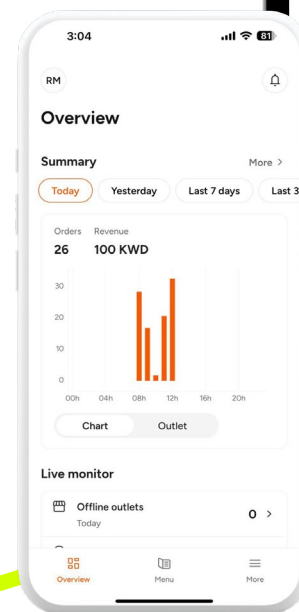 3:04 81
RM
Overview
Summary More >
Today Yesterday Last 7 days Last 3
Orders Revenue
26 100 KWD
30
20
10
0
00h 04h 08h 12h 16h 20h
Chart Outlet
Live monitor
Offline outlets
Today
0 >
Overview Menu More